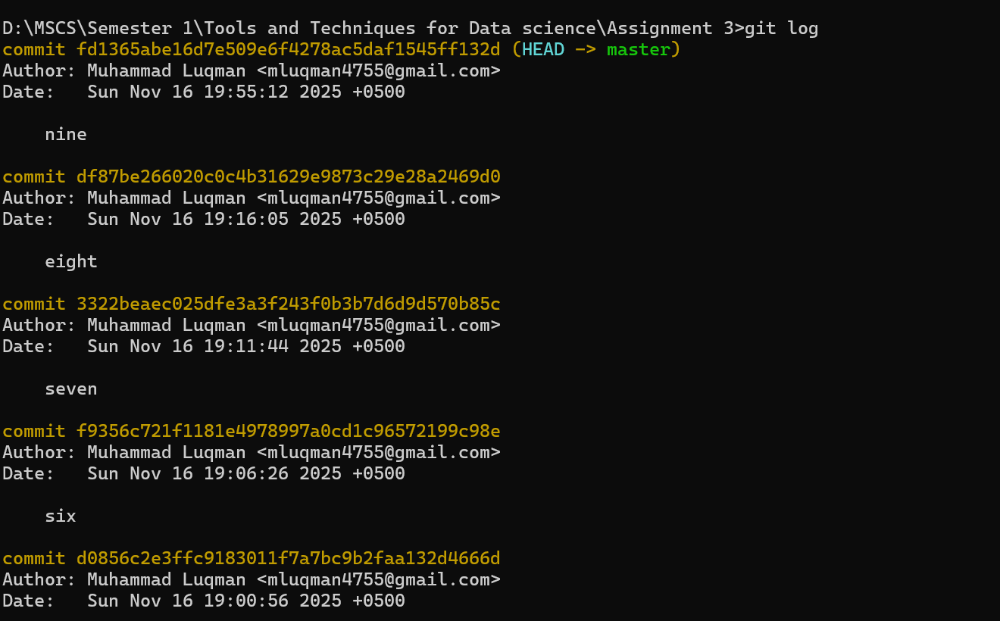 D:\MSCS\Semester 1\Tools and Techniques for Data science\Assignment 3>git log
commit fd1365abe16d7e509e6f4278ac5daf1545ff132d (HEAD -> master)
Author: Muhammad Luqman <mluqman4755@gmail.com>
Date:   Sun Nov 16 19:55:12 2025 +0500
    nine
commit df87be266020c0c4b31629e9873c29e28a2469d0
Author: Muhammad Luqman <mluqman4755@gmail.com>
Date:   Sun Nov 16 19:16:05 2025 +0500
    eight
commit 3322beaec025dfe3a3f243f0b3b7d6d9d570b85c
Author: Muhammad Luqman <mluqman4755@gmail.com>
Date:   Sun Nov 16 19:11:44 2025 +0500
    seven
commit f9356c721f1181e4978997a0cd1c96572199c98e
Author: Muhammad Luqman <mluqman4755@gmail.com>
Date:   Sun Nov 16 19:06:26 2025 +0500
    six
commit d0856c2e3ffc9183011f7a7bc9b2faa132d4666d
Author: Muhammad Luqman <mluqman4755@gmail.com>
Date:   Sun Nov 16 19:00:56 2025 +0500